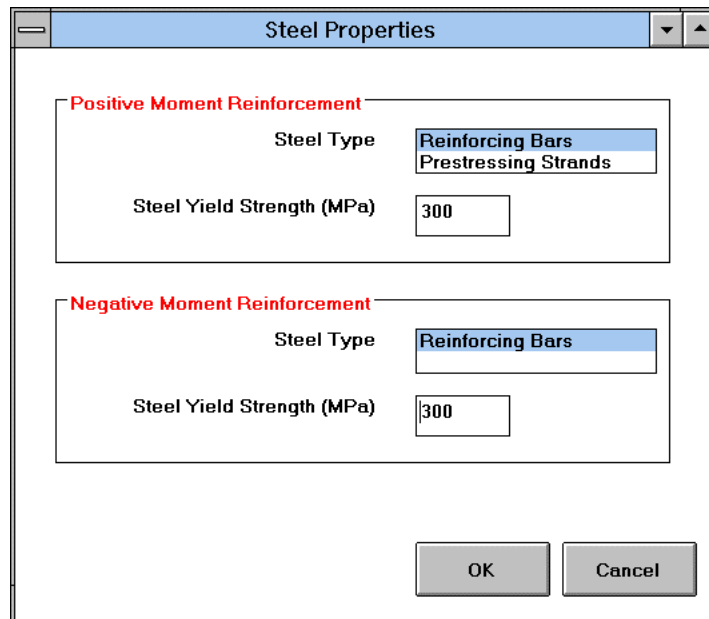 Steel Properties
Positive Moment Reinforcement
Steel Type
Reinforcing Bars
Prestressing Strands
Steel Yield Strength (MPa)
300
Negative Moment Reinforcement
Steel Type
Reinforcing Bars
Steel Yield Strength (MPa)
300
OK
Cancel